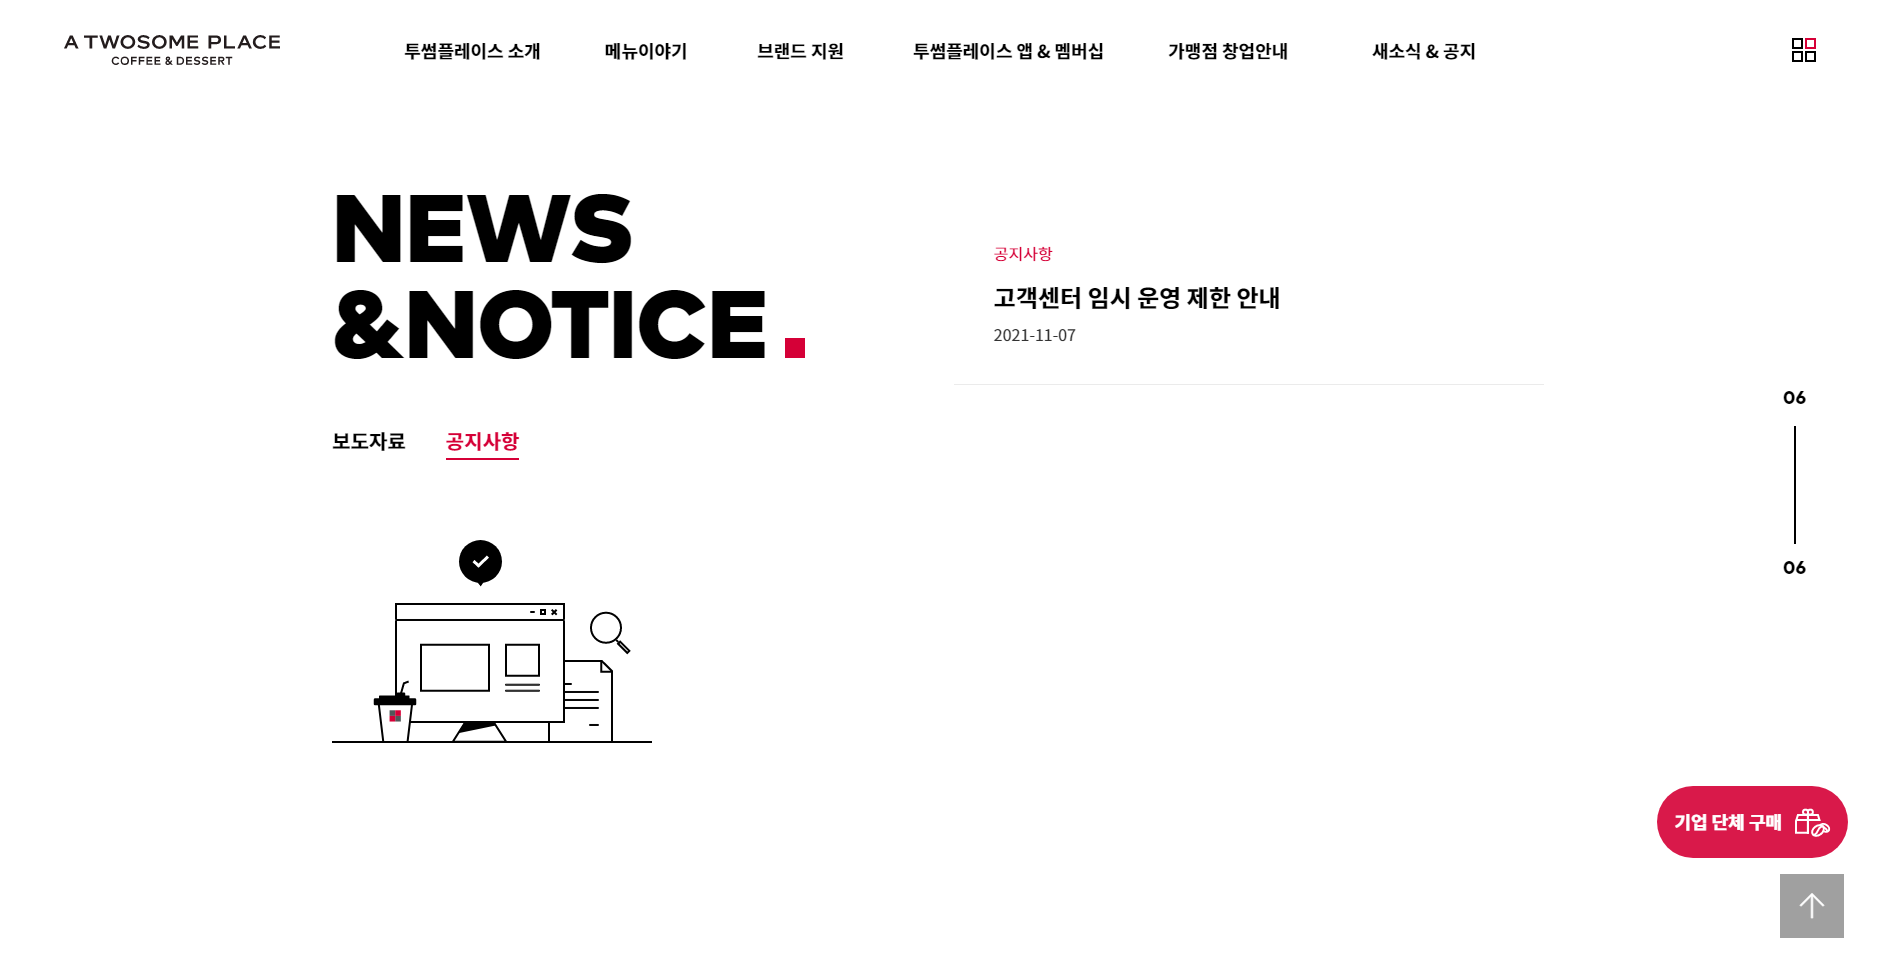 A TWOSOME PLACE
COFFEE & DESSERT
투썸플레이스 소개
메뉴이야기
브랜드 지원
투썸플레이스 앱 & 멤버십
가맹점 창업안내
새소식 & 공지
NEWS
&NOTICE
보도자료
공지사항
공지사항
고객센터 임시 운영 제한 안내
2021-11-07
06
06
기업 단체 구매